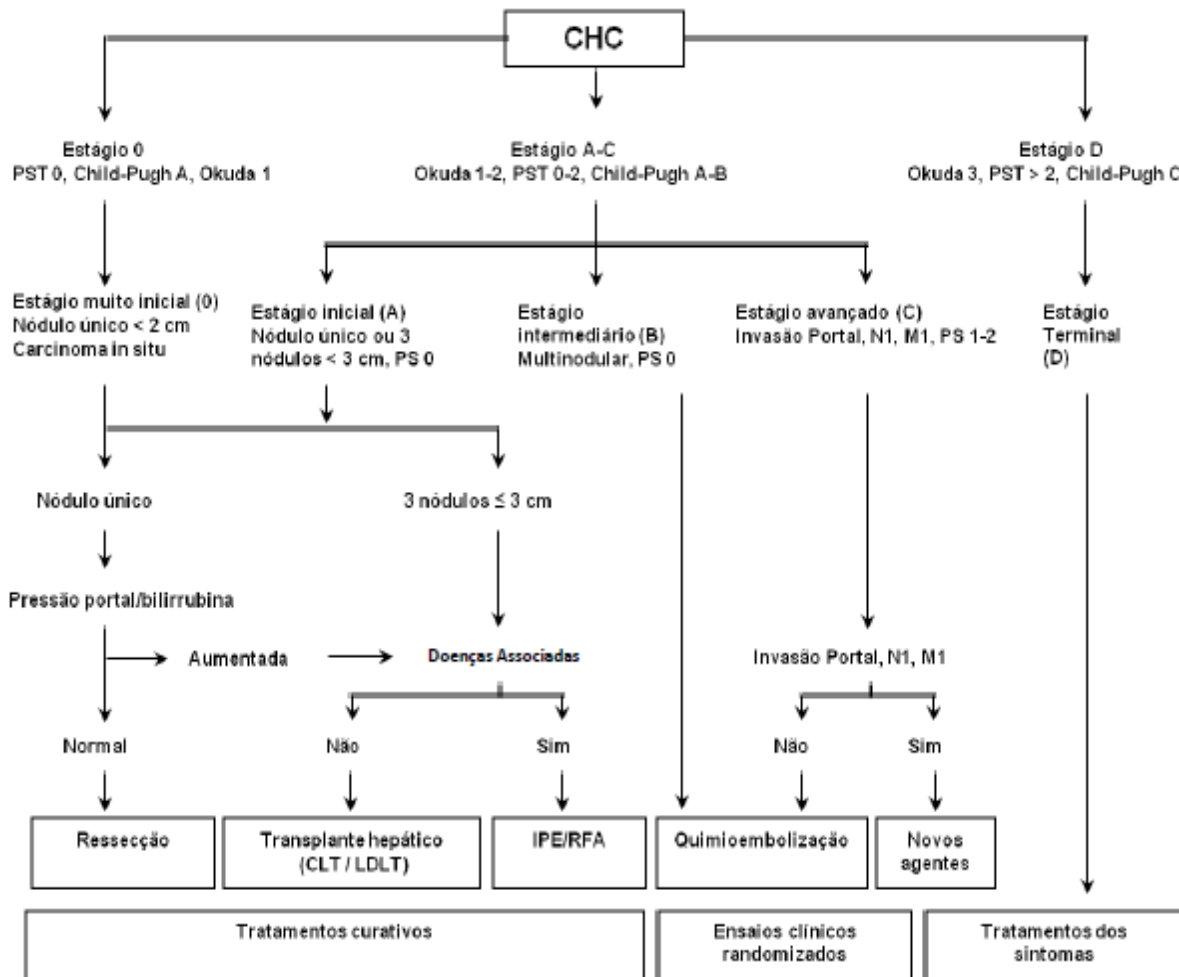 CHC
Estágio 0
PST 0, Child-Pugh A, Okuda 1
Estágio A-C
Okuda 1-2, PST 0-2, Child-Pugh A-B
Estágio D
Okuda 3, PST > 2, Child-Pugh C
Estágio muito inicial (0)
Nódulo único < 2 cm
Carcinoma in situ
Estágio inicial (A)
Nódulo único ou 3
nódulos < 3 cm, PS 0
Estágio
intermediário (B)
Multinodular, PS 0
Estágio avançado (C)
Invasão Portal, N1, M1, PS 1-2
Estágio
Terminal
(D)
Nódulo único
3 nódulos ≤ 3 cm
Pressão portal/bilirrubina
Aumentada
Doenças Associadas
Invasão Portal, N1, M1
Normal
Não
Sim
Não
Sim
Ressecção
Transplante hepático
(CLT / LDLT)
IPE/RFA
Quimioembolização
Novos
agentes
Tratamentos curativos
Ensaios clínicos
randomizados
Tratamentos dos
sintomas